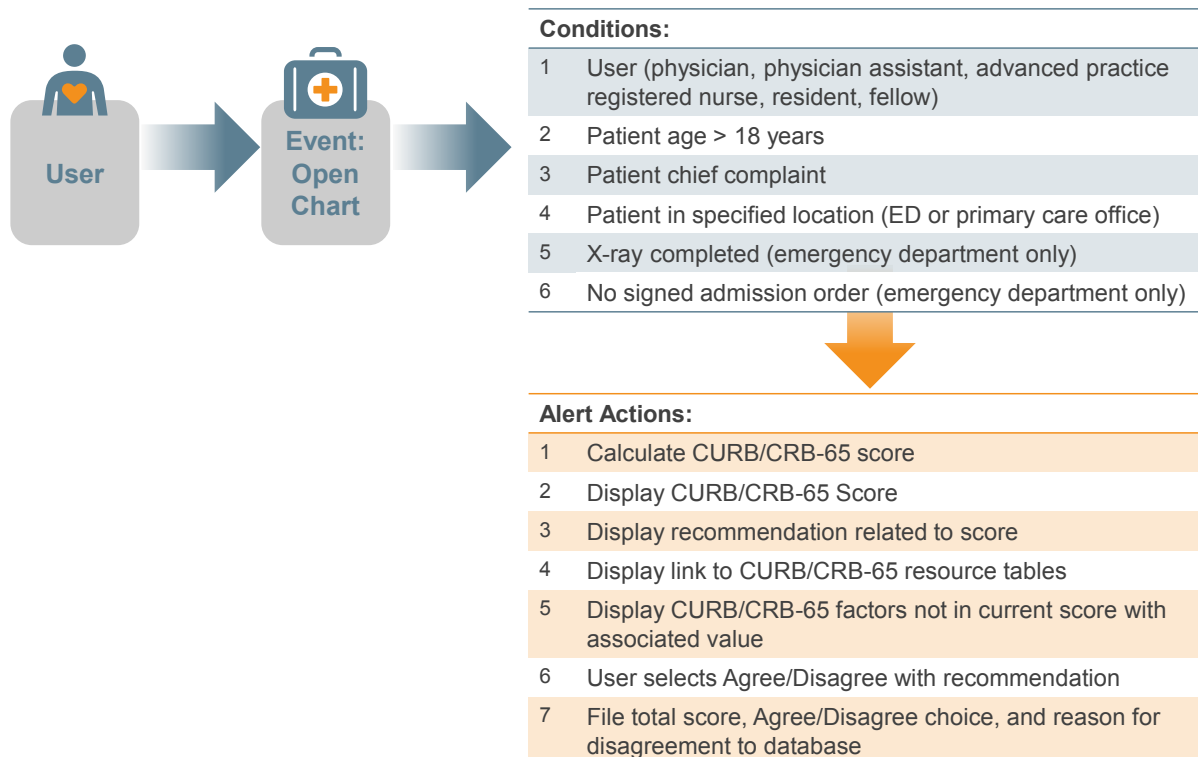 User
Event:
Open
Chart
Conditions:
1 User (physician, physician assistant, advanced practice
registered nurse, resident, fellow)
2 Patient age > 18 years
3 Patient chief complaint
4 Patient in specified location (ED or primary care office)
5 X-ray completed (emergency department only)
6 No signed admission order (emergency department only)
Alert Actions:
1 Calculate CURB/CRB-65 score
2 Display CURB/CRB-65 Score
3 Display recommendation related to score
4 Display link to CURB/CRB-65 resource tables
5 Display CURB/CRB-65 factors not in current score with
associated value
6 User selects Agree/Disagree with recommendation
7 File total score, Agree/Disagree choice, and reason for
disagreement to database